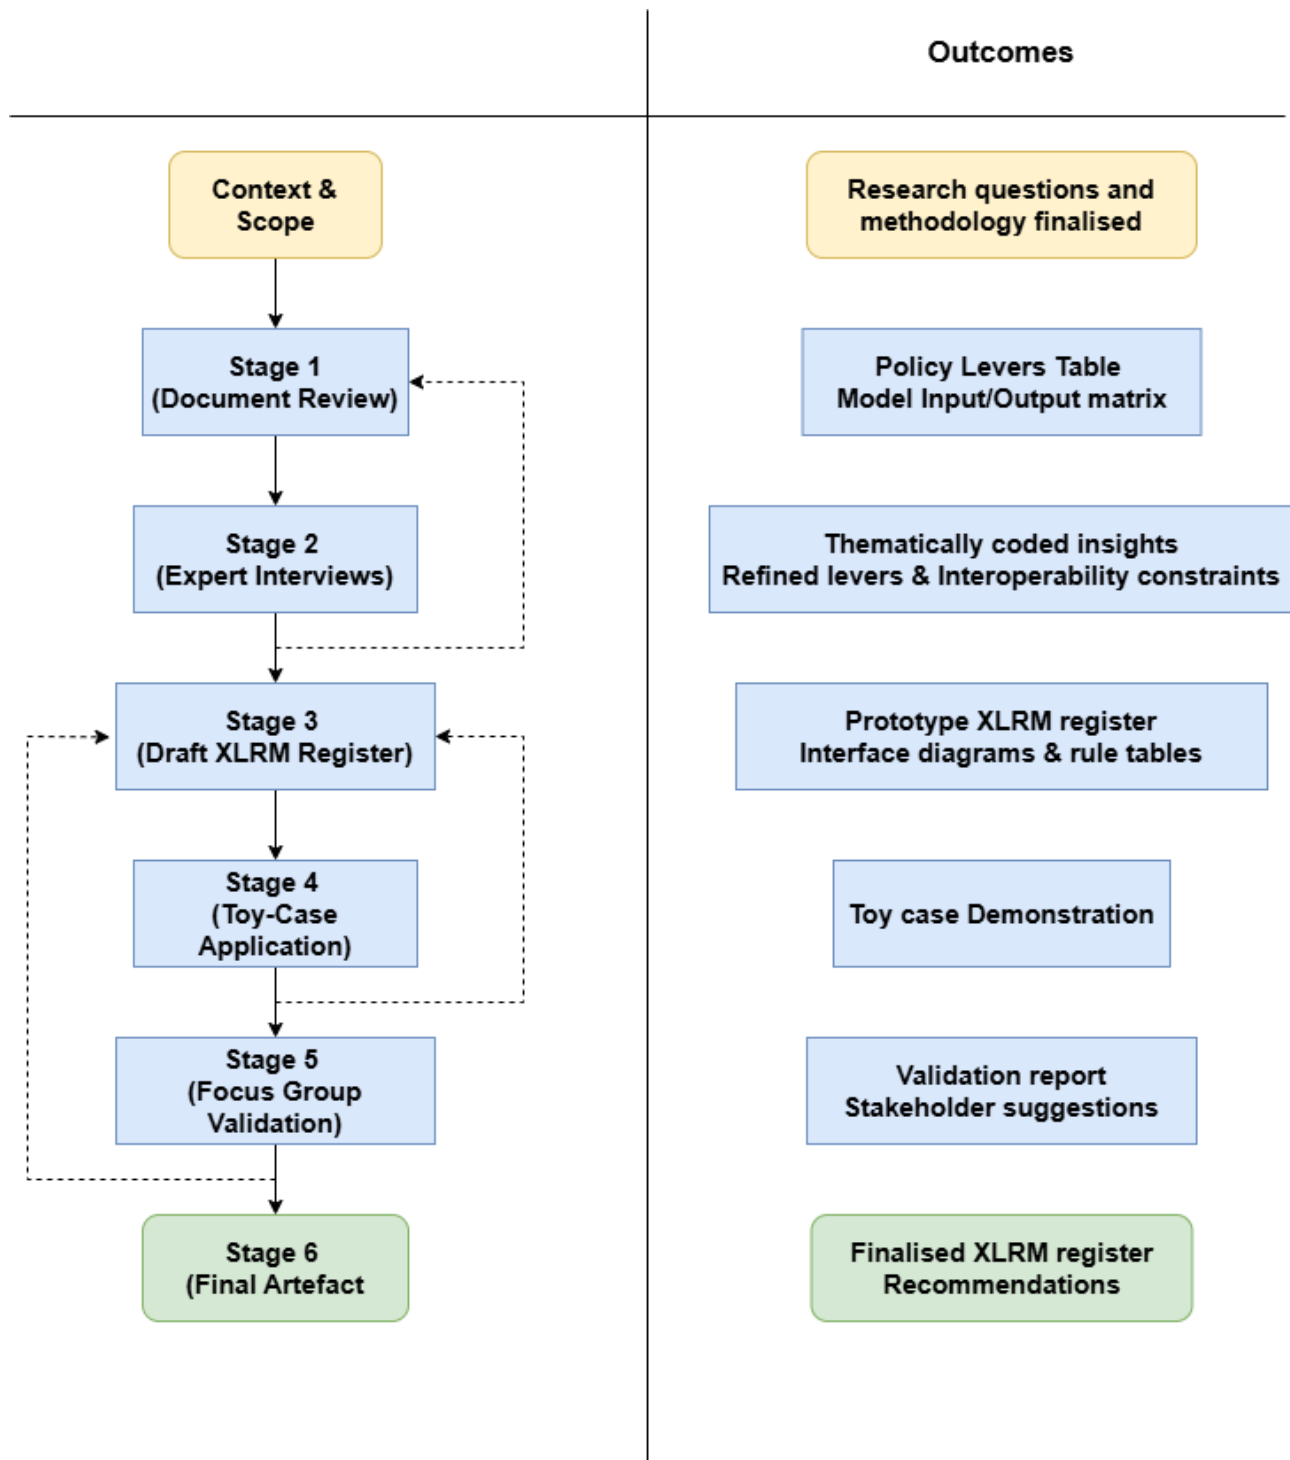 Outcomes
Context &
Scope
Research questions and
methodology finalised
Stage 1
(Document Review)
Policy Levers Table
Model Input/Output matrix
Stage 2
(Expert Interviews)
Thematically coded insights
Refined levers & Interoperability constraints
Stage 3
(Draft XLRM Register)
Prototype XLRM register
Interface diagrams & rule tables
Stage 4
(Toy-Case
Application)
Toy case Demonstration
Stage 5
(Focus Group
Validation)
Validation report
Stakeholder suggestions
Stage 6
(Final Artefact
Finalised XLRM register
Recommendations